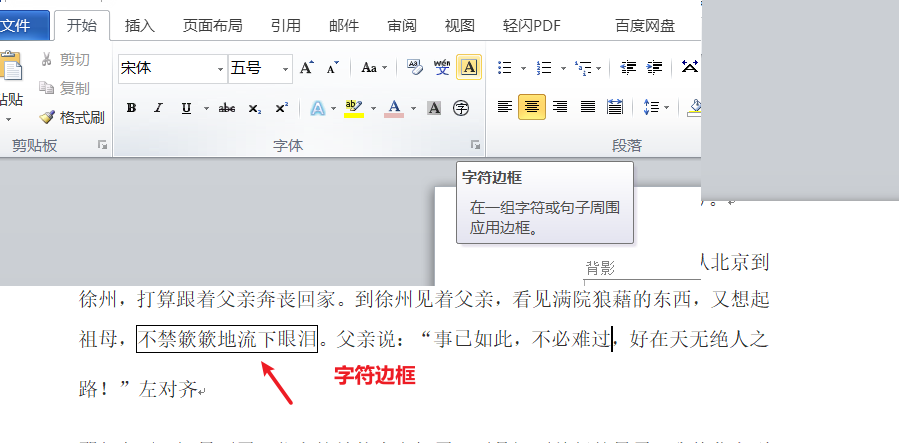 文件 开始 插入 页面布局 引用 邮件 审阅 视图 轻闪PDF 百度网盘
剪切
复制
粘贴 格式刷
宋体 五号 A A Aa wén 文 A
B I U abc x₂ x² A ab A A 字
剪贴板 字体 段落
字符边框
在一组字符或句子周围
应用边框。
背影
从北京到
徐州，打算跟着父亲奔丧回家。到徐州见着父亲，看见满院狼藉的东西，又想起
祖母，不禁簌簌地流下眼泪。父亲说：“事已如此，不必难过，好在天无绝人之
字符边框
路！”左对齐